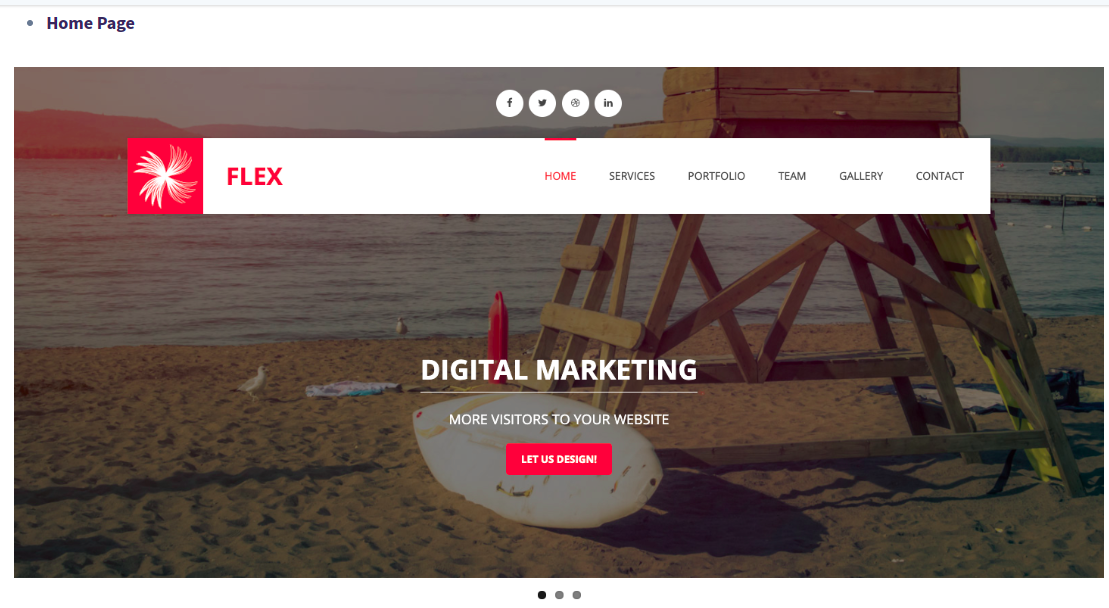 Home Page
FLEX
HOME SERVICES PORTFOLIO TEAM GALLERY CONTACT
DIGITAL MARKETING
MORE VISITORS TO YOUR WEBSITE
LET US DESIGN!